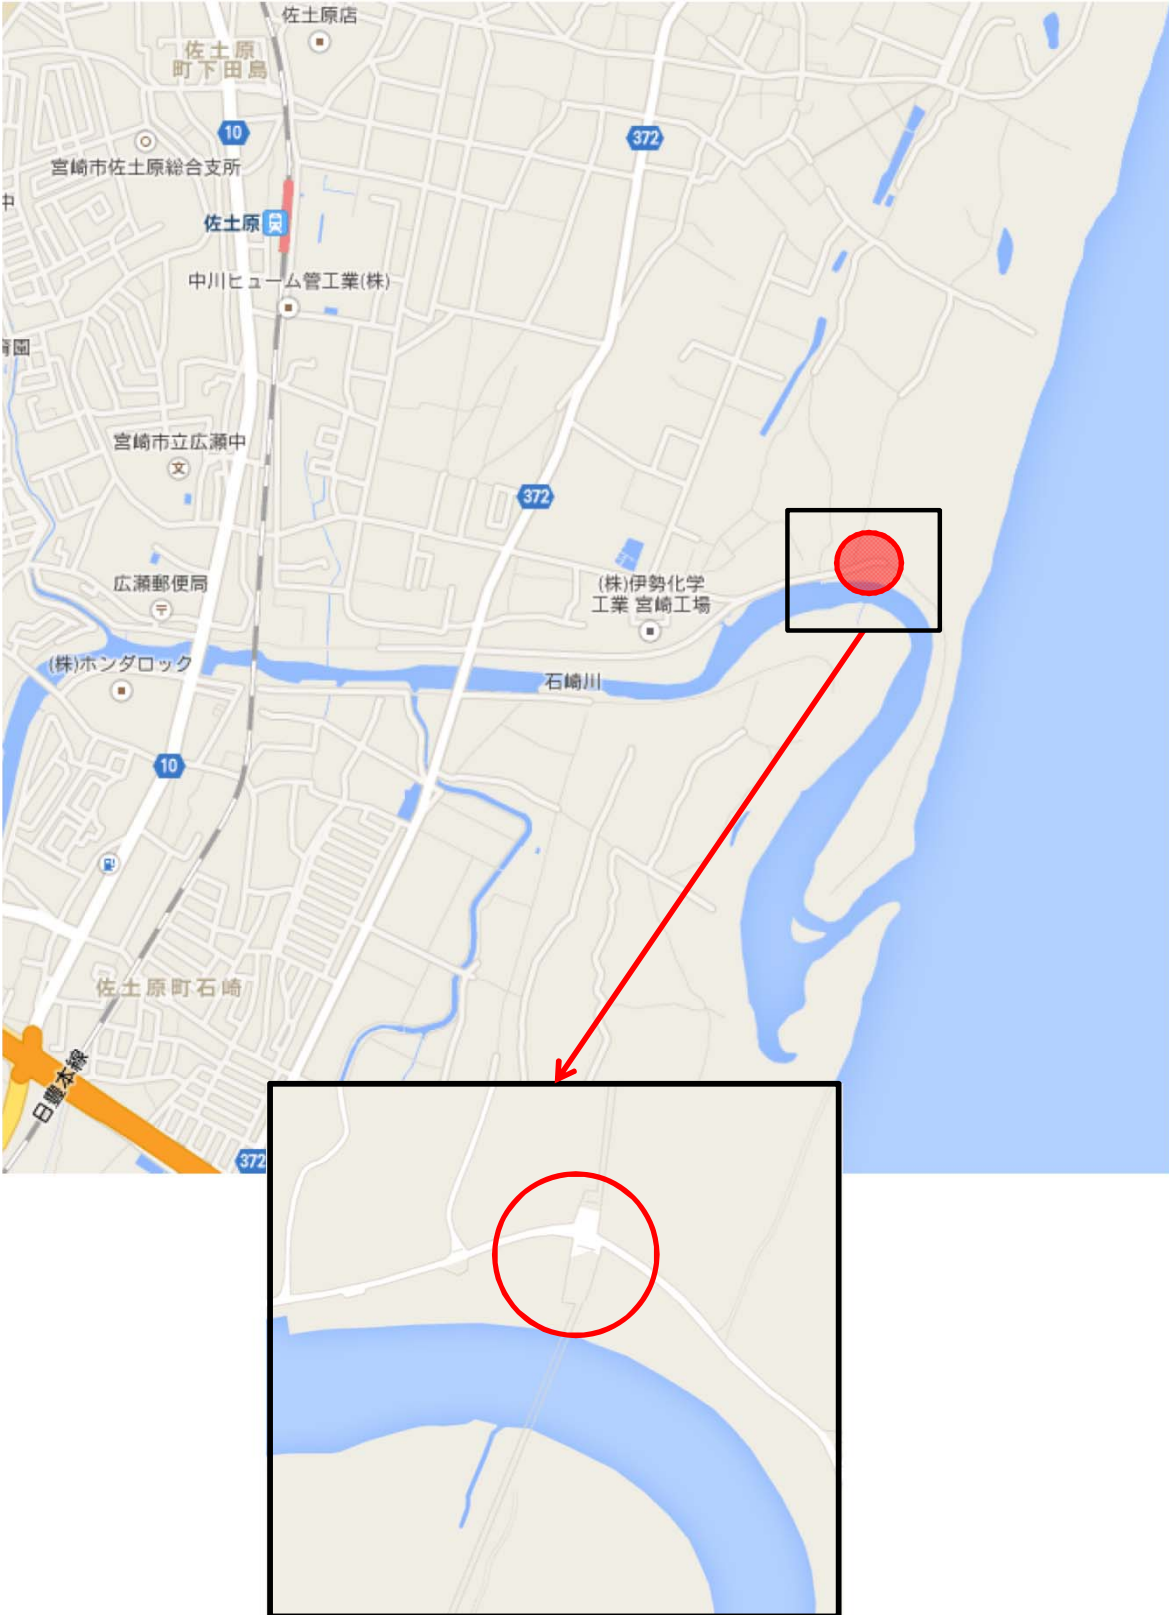 佐土原店
佐土原
町下田島
10
372
宮崎市佐土原総合支所
中
佐土原
中川ヒューム管工業(株)
育園
宮崎市立広瀬中
文
372
広瀬郵便局
〒
(株)伊勢化学
工業 宮崎工場
(株)ホンダロック
石崎川
10
佐土原町石崎
日豊本線
372